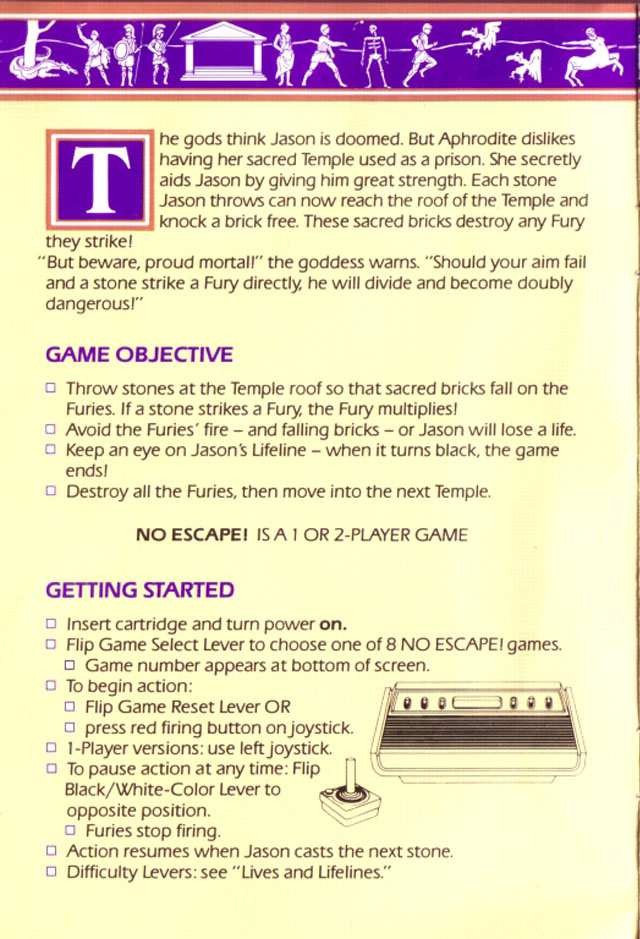 The gods think Jason is doomed. But Aphrodite dislikes
having her sacred Temple used as a prison. She secretly
aids Jason by giving him great strength. Each stone
Jason throws can now reach the roof of the Temple and
knock a brick free. These sacred bricks destroy any Fury
they strike!
"But beware, proud mortal!" the goddess warns. "Should your aim fail
and a stone strike a Fury directly, he will divide and become doubly
dangerous!"
GAME OBJECTIVE
□ Throw stones at the Temple roof so that sacred bricks fall on the
Furies. If a stone strikes a Fury, the Fury multiplies!
□ Avoid the Furies' fire – and falling bricks – or Jason will lose a life.
□ Keep an eye on Jason's Lifeline – when it turns black, the game
ends!
□ Destroy all the Furies, then move into the next Temple.
NO ESCAPE! IS A 1 OR 2-PLAYER GAME
GETTING STARTED
□ Insert cartridge and turn power on.
□ Flip Game Select Lever to choose one of 8 NO ESCAPE! games.
□ Game number appears at bottom of screen.
□ To begin action:
□ Flip Game Reset Lever OR
□ press red firing button on joystick.
□ 1-Player versions: use left joystick.
□ To pause action at any time: Flip
Black/White-Color Lever to
opposite position.
□ Furies stop firing.
□ Action resumes when Jason casts the next stone.
□ Difficulty Levers: see "Lives and Lifelines."